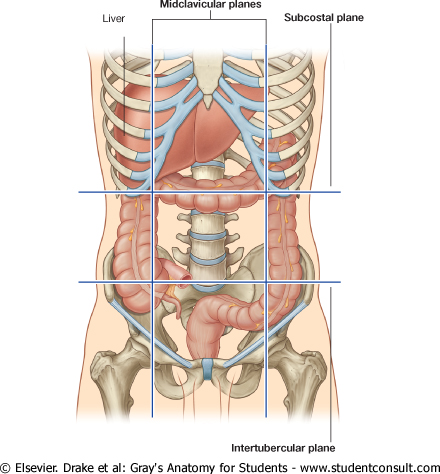 Midclavicular planes
Liver
Subcostal plane
Intertubercular plane
© Elsevier. Drake et al: Gray's Anatomy for Students - www.studentconsult.com